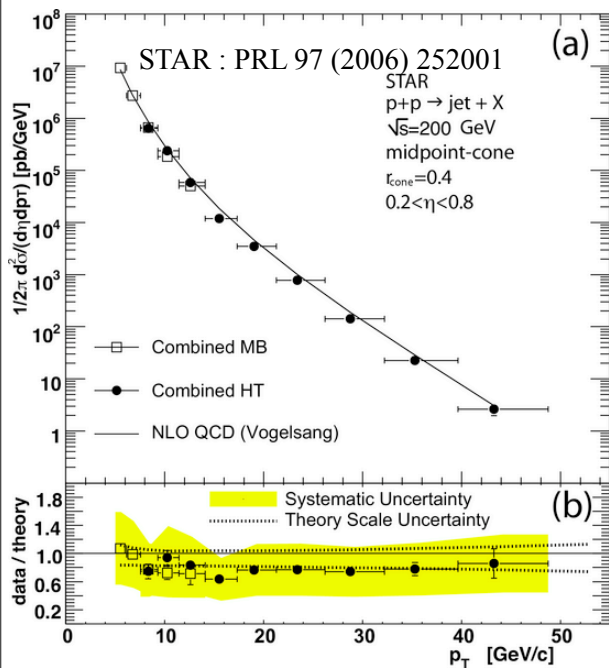 10⁸
10⁷
10⁶
10⁵
10⁴
10³
10²
10
1
1/2π d²σ/(dηdpᴛ) [pb/GeV]
(a)
STAR : PRL 97 (2006) 252001
STAR
p+p → jet + X
√s=200 GeV
midpoint-cone
r_cone=0.4
0.2<η<0.8
Combined MB
Combined HT
NLO QCD (Vogelsang)
(b)
Systematic Uncertainty
Theory Scale Uncertainty
data / theory
1.8
1.4
1.0
0.6
0.2
0 10 20 30 40 50
p_T [GeV/c]